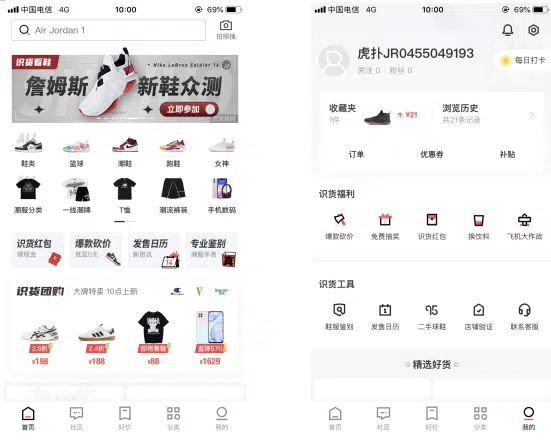 中国电信 4G 10:00 69%
Air Jordan 1
拍照搜
识货看鞋
Nike LeBron Soldier 14
詹姆斯 新鞋众测
立即参加
鞋类 篮球 潮鞋 跑鞋 女神
潮服分类 一线潮牌 T恤 潮流裤装 手机数码
识货红包 爆款砍价 发售日历 专业鉴别
领现金 低至0元 新资讯 潮服手表
14
识货团购 大牌特卖 10点上新
Champion
2.8折 2.4折 即将售罄 直降570
¥198 ¥188 ¥88 ¥1629
首页 社区 好价 分类 我的
中国电信 4G 10:00 69%
虎扑JR0455049193
关注 0 · 粉丝 0
每日打卡
收藏夹
1件
¥21
浏览历史
共21条记录
订单 优惠券 补贴
识货福利
爆款砍价 免费抽奖 识货红包 换饮料 飞机大作战
识货工具
鞋服鉴别 发售日历 二手球鞋 店铺验证 联系客服
精选好货
首页 社区 好价 分类 我的